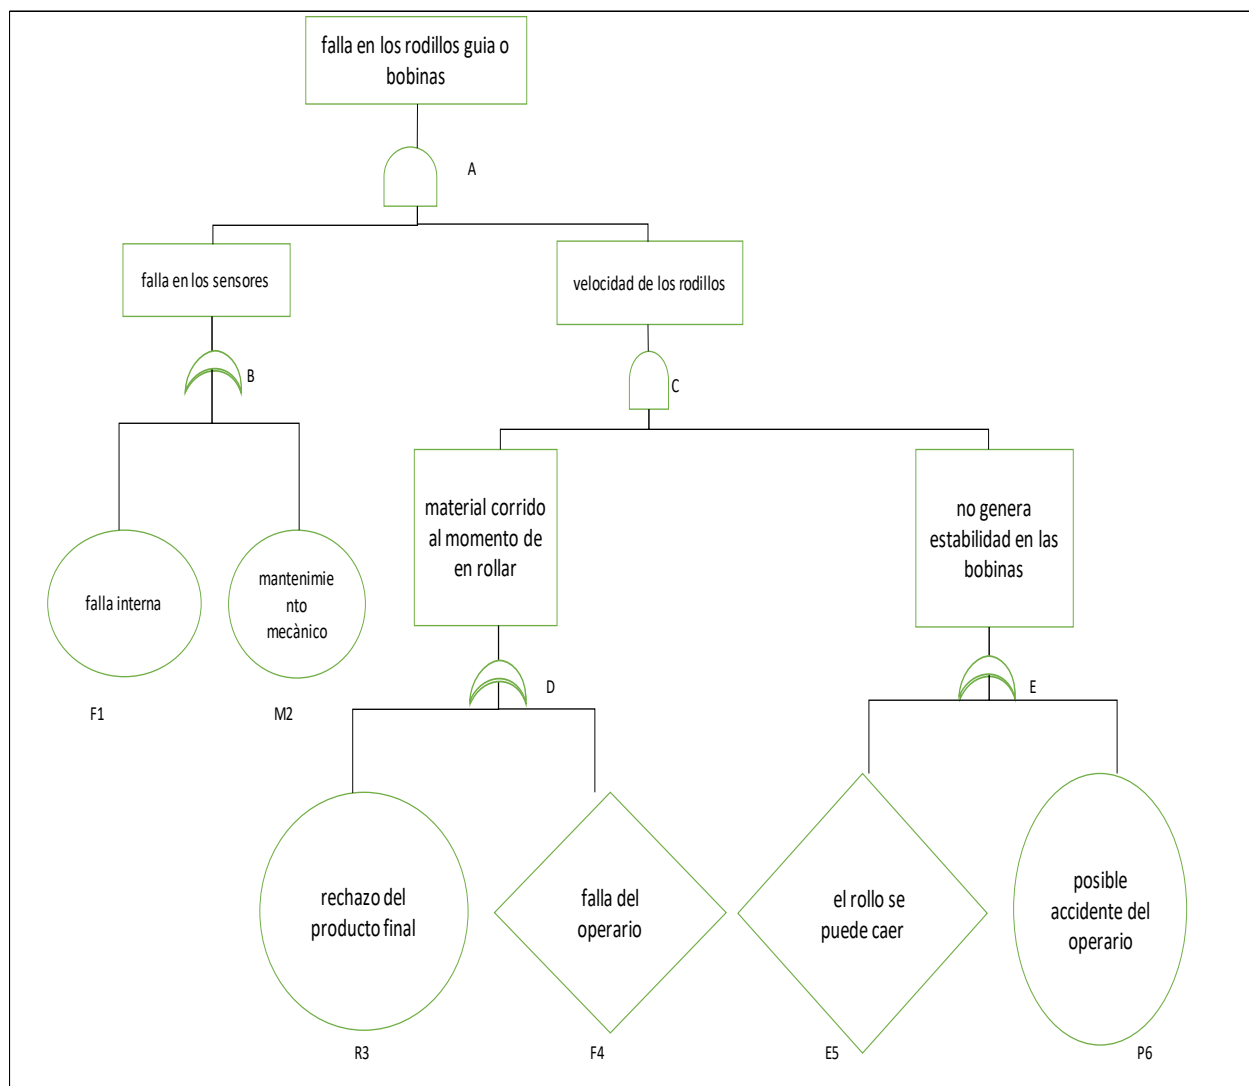 falla en los rodillos guia o
bobinas
A
falla en los sensores
velocidad de los rodillos
B
C
material corrido
al momento de
en rollar
no genera
estabilidad en las
bobinas
falla interna
mantenimie
nto
mecànico
F1
M2
D
E
rechazo del
producto final
falla del
operario
el rollo se
puede caer
posible
accidente del
operario
R3
F4
E5
P6